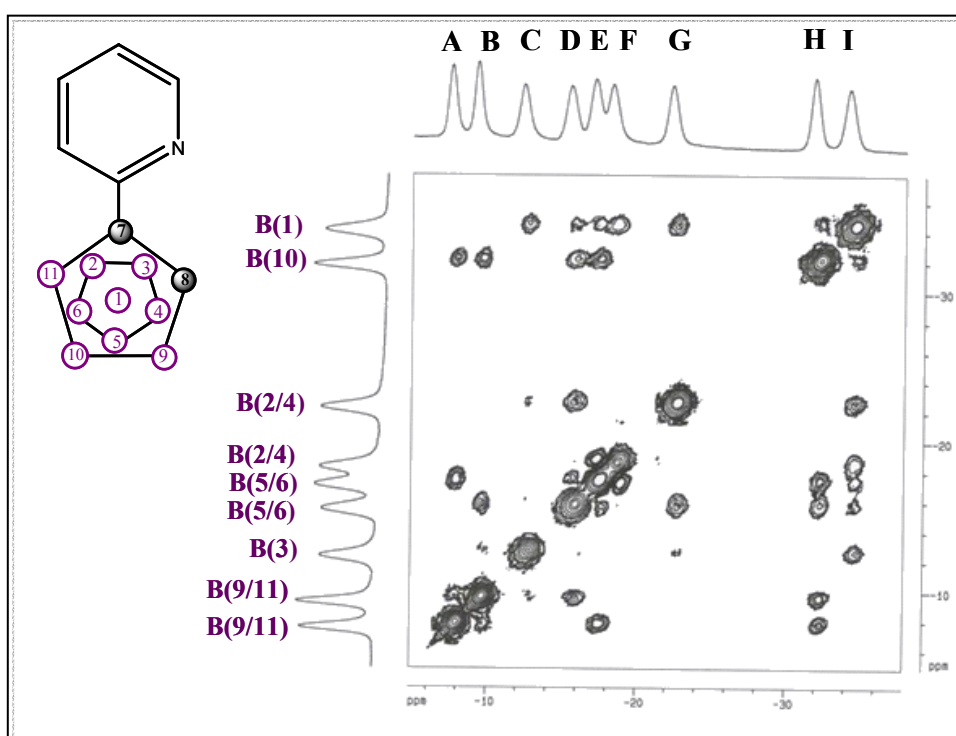 A B C D E F G H I
N
7
11 2 3 8
1
6 4
5
10 9
B(1)
B(10)
B(2/4)
B(2/4)
B(5/6)
B(5/6)
B(3)
B(9/11)
B(9/11)
-30
-20
-10
ppm
ppm -10 -20 -30